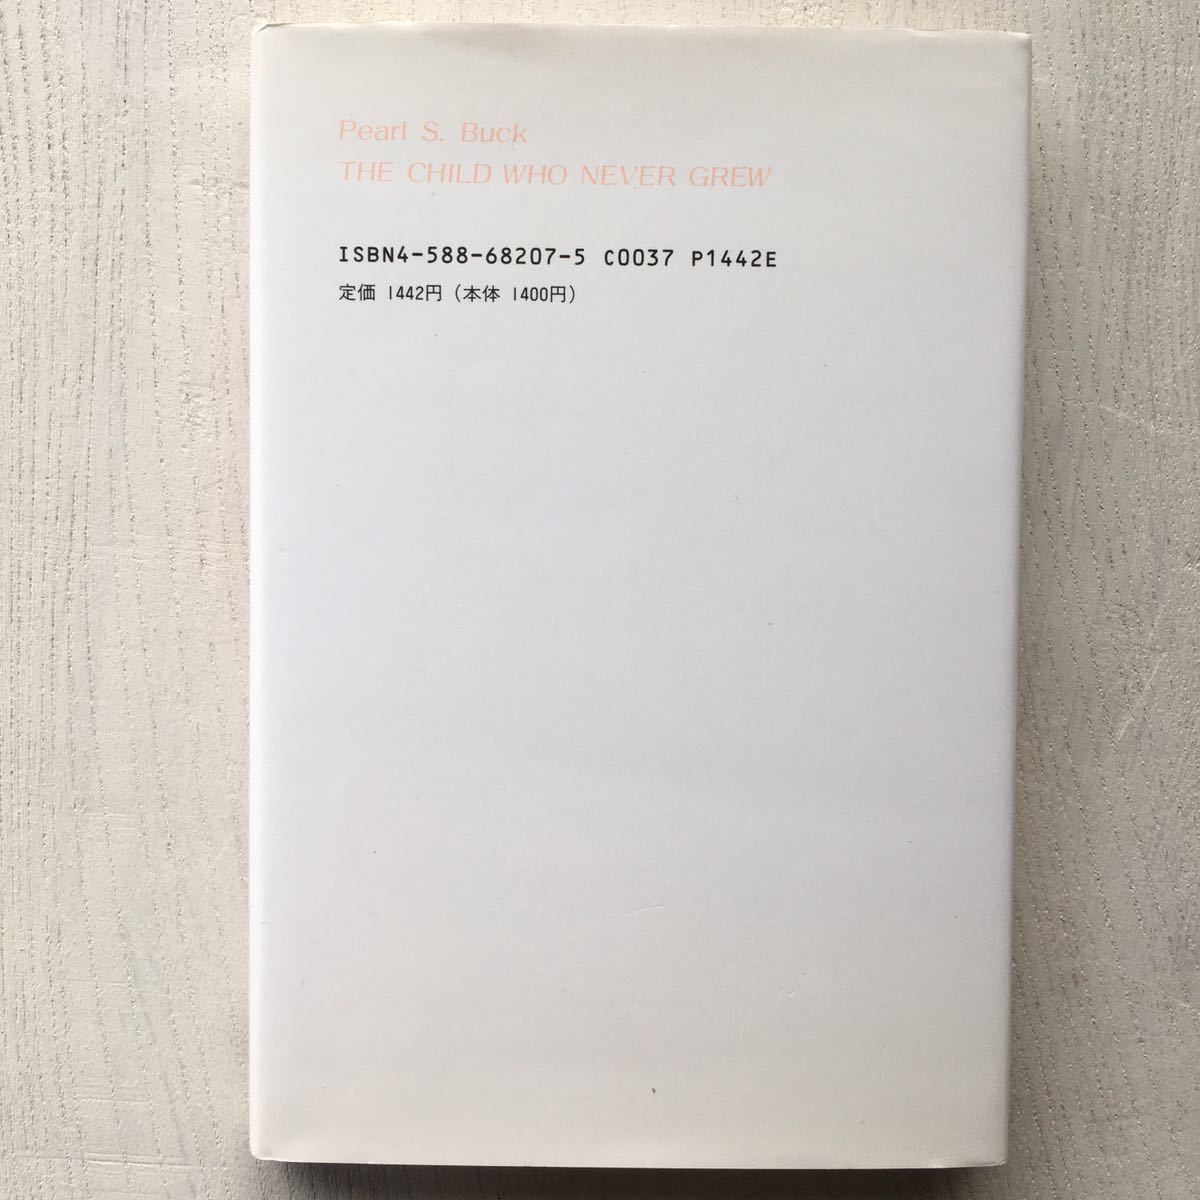 Pearl S. Buck
THE CHILD WHO NEVER GREW
ISBN4-588-68207-5 C0037 P1442E
定価 1442円（本体 1400円）